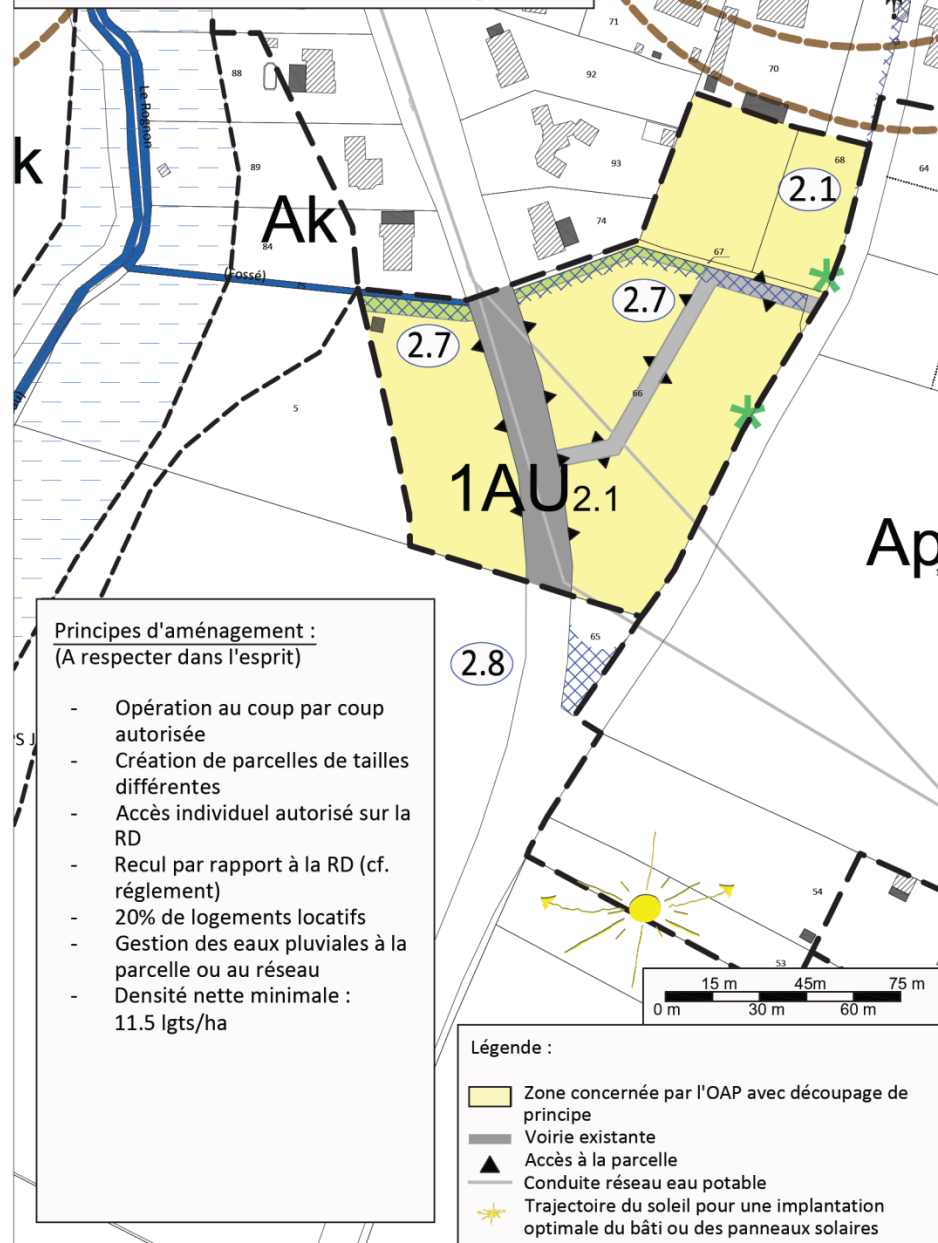 71
70
88
92
Le Rognon
k
89
93
68
64
2.1
Ak
74
84
67
(Fossé)
75
2.7
2.7
5
66
1AU2.1
Ap
65
2.8
Principes d'aménagement :
(A respecter dans l'esprit)
- Opération au coup par coup
autorisée
- Création de parcelles de tailles
différentes
- Accès individuel autorisé sur la
RD
- Recul par rapport à la RD (cf.
réglement)
- 20% de logements locatifs
- Gestion des eaux pluviales à la
parcelle ou au réseau
- Densité nette minimale :
11.5 lgts/ha
54
53
15 m 45m 75 m
0 m 30 m 60 m
Légende :
Zone concernée par l'OAP avec découpage de
principe
Voirie existante
Accès à la parcelle
Conduite réseau eau potable
Trajectoire du soleil pour une implantation
optimale du bâti ou des panneaux solaires